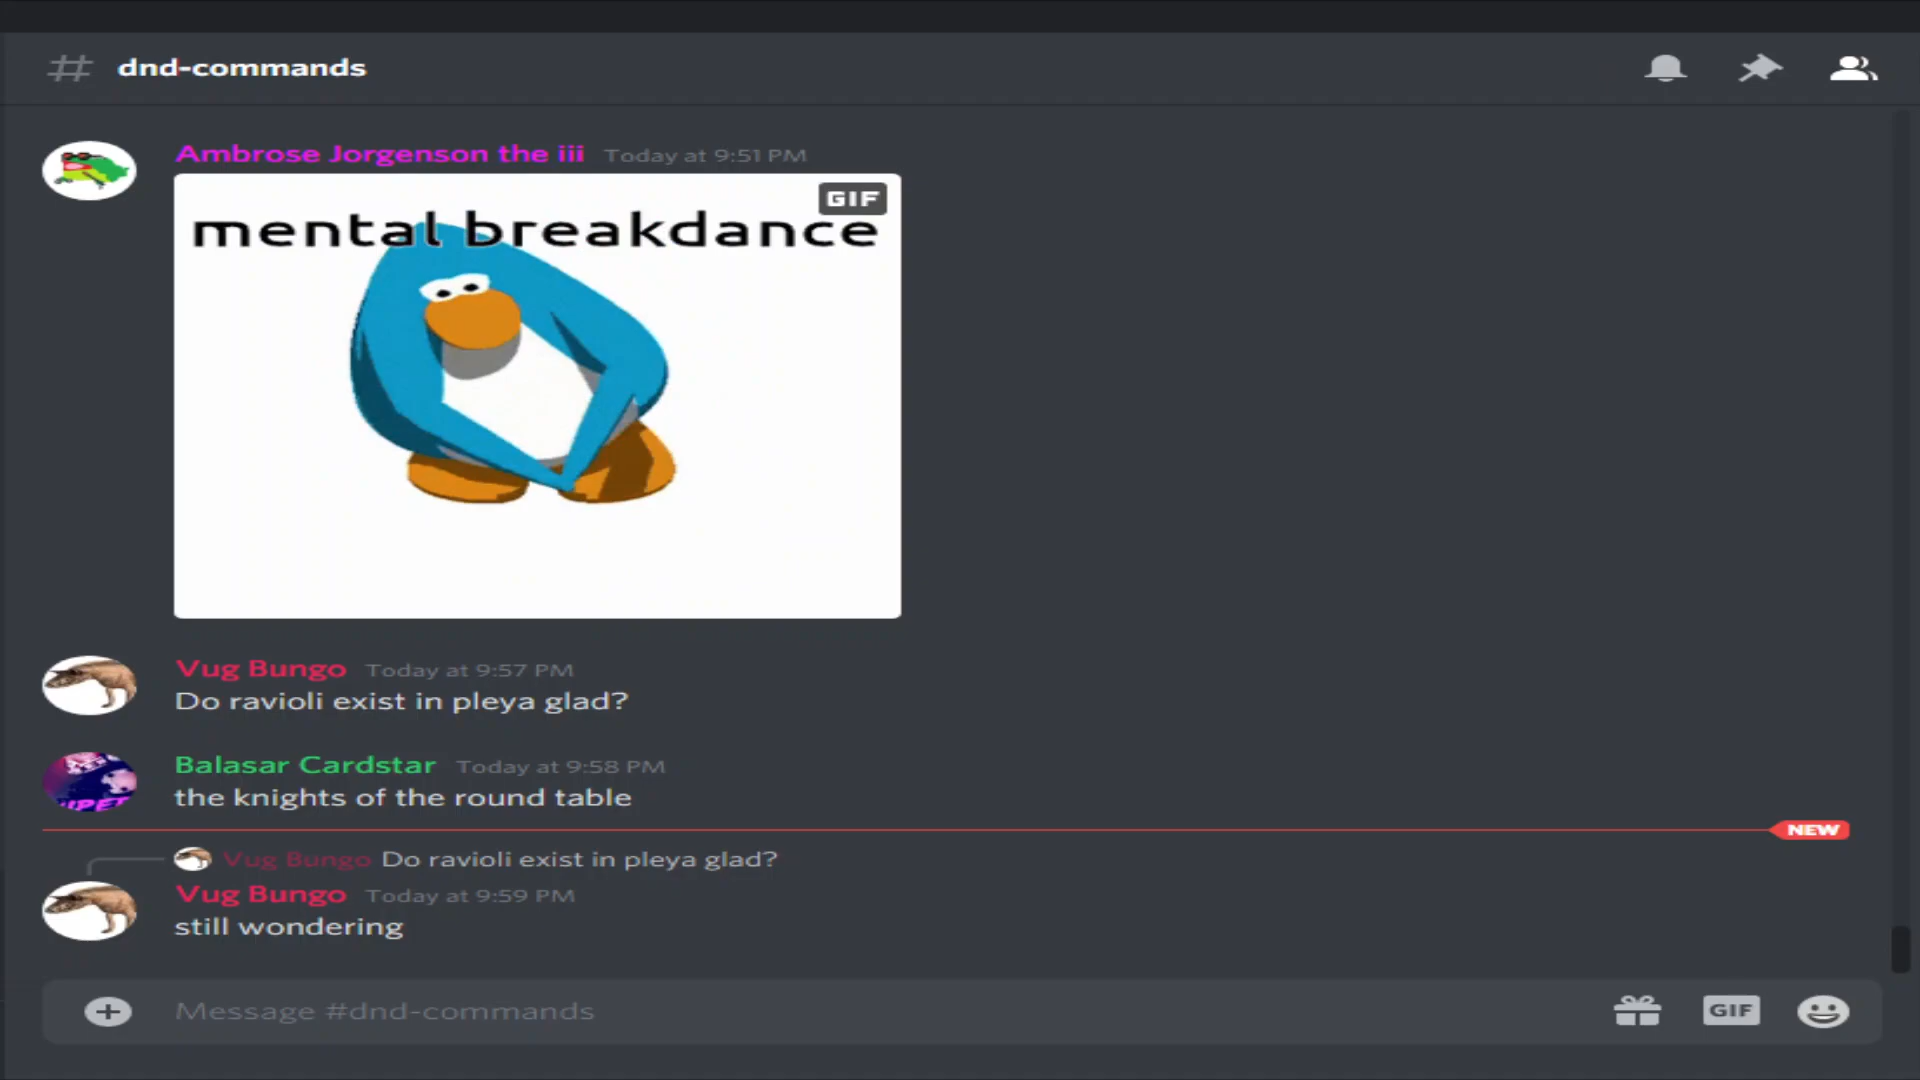 dnd-commands
Ambrose Jorgenson the iii Today at 9:51 PM
GIF
mental breakdance
Vug Bungo Today at 9:57 PM
Do ravioli exist in pleya glad?
Balasar Cardstar Today at 9:58 PM
the knights of the round table
NEW
Vug Bungo Do ravioli exist in pleya glad?
Vug Bungo Today at 9:59 PM
still wondering
Message #dnd-commands
GIF